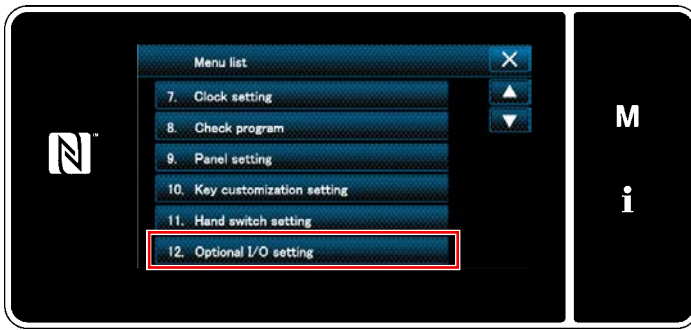 Menu list
7. Clock setting
8. Check program
9. Panel setting
10. Key customization setting
11. Hand switch setting
12. Optional I/O setting
M
i